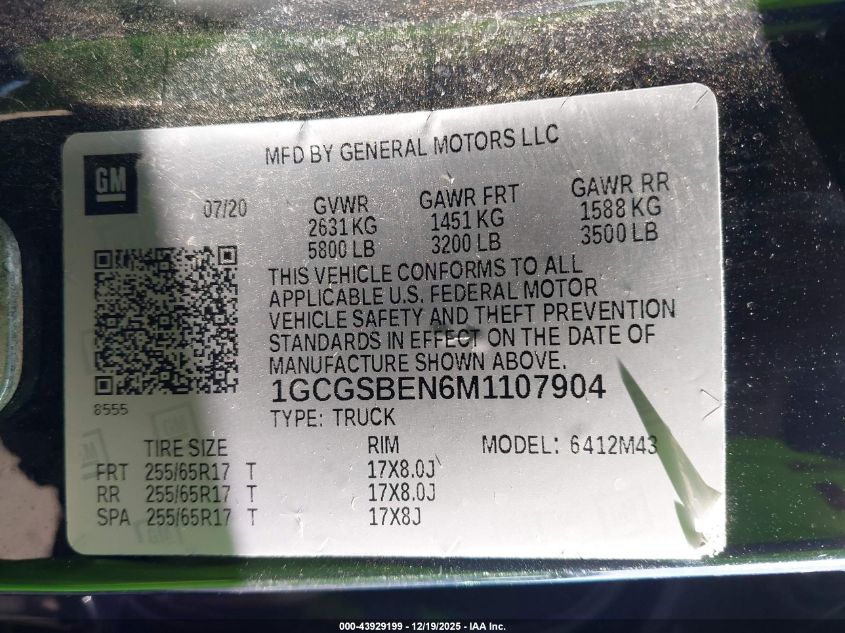 MFD BY GENERAL MOTORS LLC
GM
07/20
GVWR GAWR FRT GAWR RR
2631 KG 1451 KG 1588 KG
5800 LB 3200 LB 3500 LB
THIS VEHICLE CONFORMS TO ALL
APPLICABLE U.S. FEDERAL MOTOR
VEHICLE SAFETY AND THEFT PREVENTION
STANDARDS IN EFFECT ON THE DATE OF
MANUFACTURE SHOWN ABOVE.
1GCGSBEN6M1107904
8555
TYPE: TRUCK
TIRE SIZE RIM MODEL: 6412M43
FRT 255/65R17 T 17X8.0J
RR 255/65R17 T 17X8.0J
SPA 255/65R17 T 17X8J
000-43929199 - 12/19/2025 - IAA Inc.